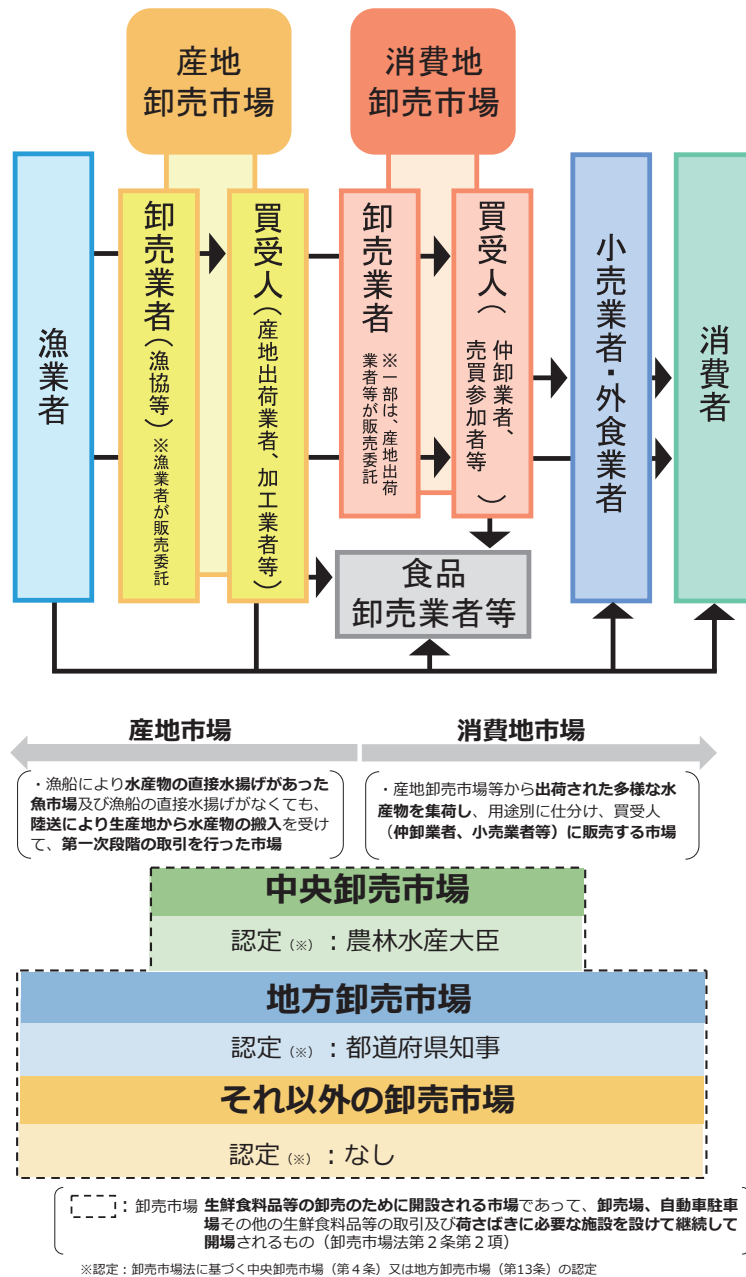 産地
卸売市場
消費地
卸売市場
漁業者
卸売業者（漁協等）※漁業者が販売委託
買受人（産地出荷業者、加工業者等）
卸売業者
※一部は、産地出荷
業者等が販売委託
買受人（
仲卸業者、
売買参加者等
）
小売業者・外食業者
消費者
食品
卸売業者等
産地市場
消費地市場
・漁船により水産物の直接水揚げがあった
魚市場及び漁船の直接水揚げがなくても、
陸送により生産地から水産物の搬入を受け
て、第一次段階の取引を行った市場
・産地卸売市場等から出荷された多様な水
産物を集荷し、用途別に仕分け、買受人
（仲卸業者、小売業者等）に販売する市場
中央卸売市場
認定（※）：農林水産大臣
地方卸売市場
認定（※）：都道府県知事
それ以外の卸売市場
認定（※）：なし
：卸売市場 生鮮食料品等の卸売のために開設される市場であって、卸売場、自動車駐車
場その他の生鮮食料品等の取引及び荷さばきに必要な施設を設けて継続して
開場されるもの（卸売市場法第２条第２項）
※認定：卸売市場法に基づく中央卸売市場（第４条）又は地方卸売市場（第13条）の認定